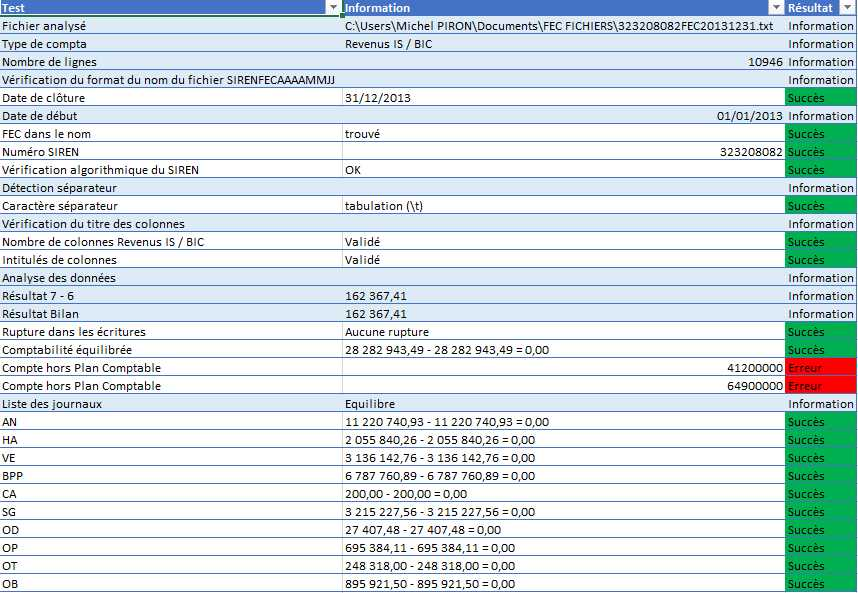 Test Information Résultat
Fichier analysé C:\Users\Michel PIRON\Documents\FEC FICHIERS\323208082FEC20131231.txt Information
Type de compta Revenus IS / BIC Information
Nombre de lignes 10946 Information
Vérification du format du nom du fichier SIRENFECAAAAMMJJ Information
Date de clôture 31/12/2013 Succès
Date de début 01/01/2013 Information
FEC dans le nom trouvé Succès
Numéro SIREN 323208082 Succès
Vérification algorithmique du SIREN OK Succès
Détection séparateur Information
Caractère séparateur tabulation (\t) Succès
Vérification du titre des colonnes Information
Nombre de colonnes Revenus IS / BIC Validé Succès
Intitulés de colonnes Validé Succès
Analyse des données Information
Résultat 7 - 6 162 367,41 Information
Résultat Bilan 162 367,41 Information
Rupture dans les écritures Aucune rupture Succès
Comptabilité équilibrée 28 282 943,49 - 28 282 943,49 = 0,00 Succès
Compte hors Plan Comptable 41200000 Erreur
Compte hors Plan Comptable 64900000 Erreur
Liste des journaux Equilibre Information
AN 11 220 740,93 - 11 220 740,93 = 0,00 Succès
HA 2 055 840,26 - 2 055 840,26 = 0,00 Succès
VE 3 136 142,76 - 3 136 142,76 = 0,00 Succès
BPP 6 787 760,89 - 6 787 760,89 = 0,00 Succès
CA 200,00 - 200,00 = 0,00 Succès
SG 3 215 227,56 - 3 215 227,56 = 0,00 Succès
OD 27 407,48 - 27 407,48 = 0,00 Succès
OP 695 384,11 - 695 384,11 = 0,00 Succès
OT 248 318,00 - 248 318,00 = 0,00 Succès
OB 895 921,50 - 895 921,50 = 0,00 Succès